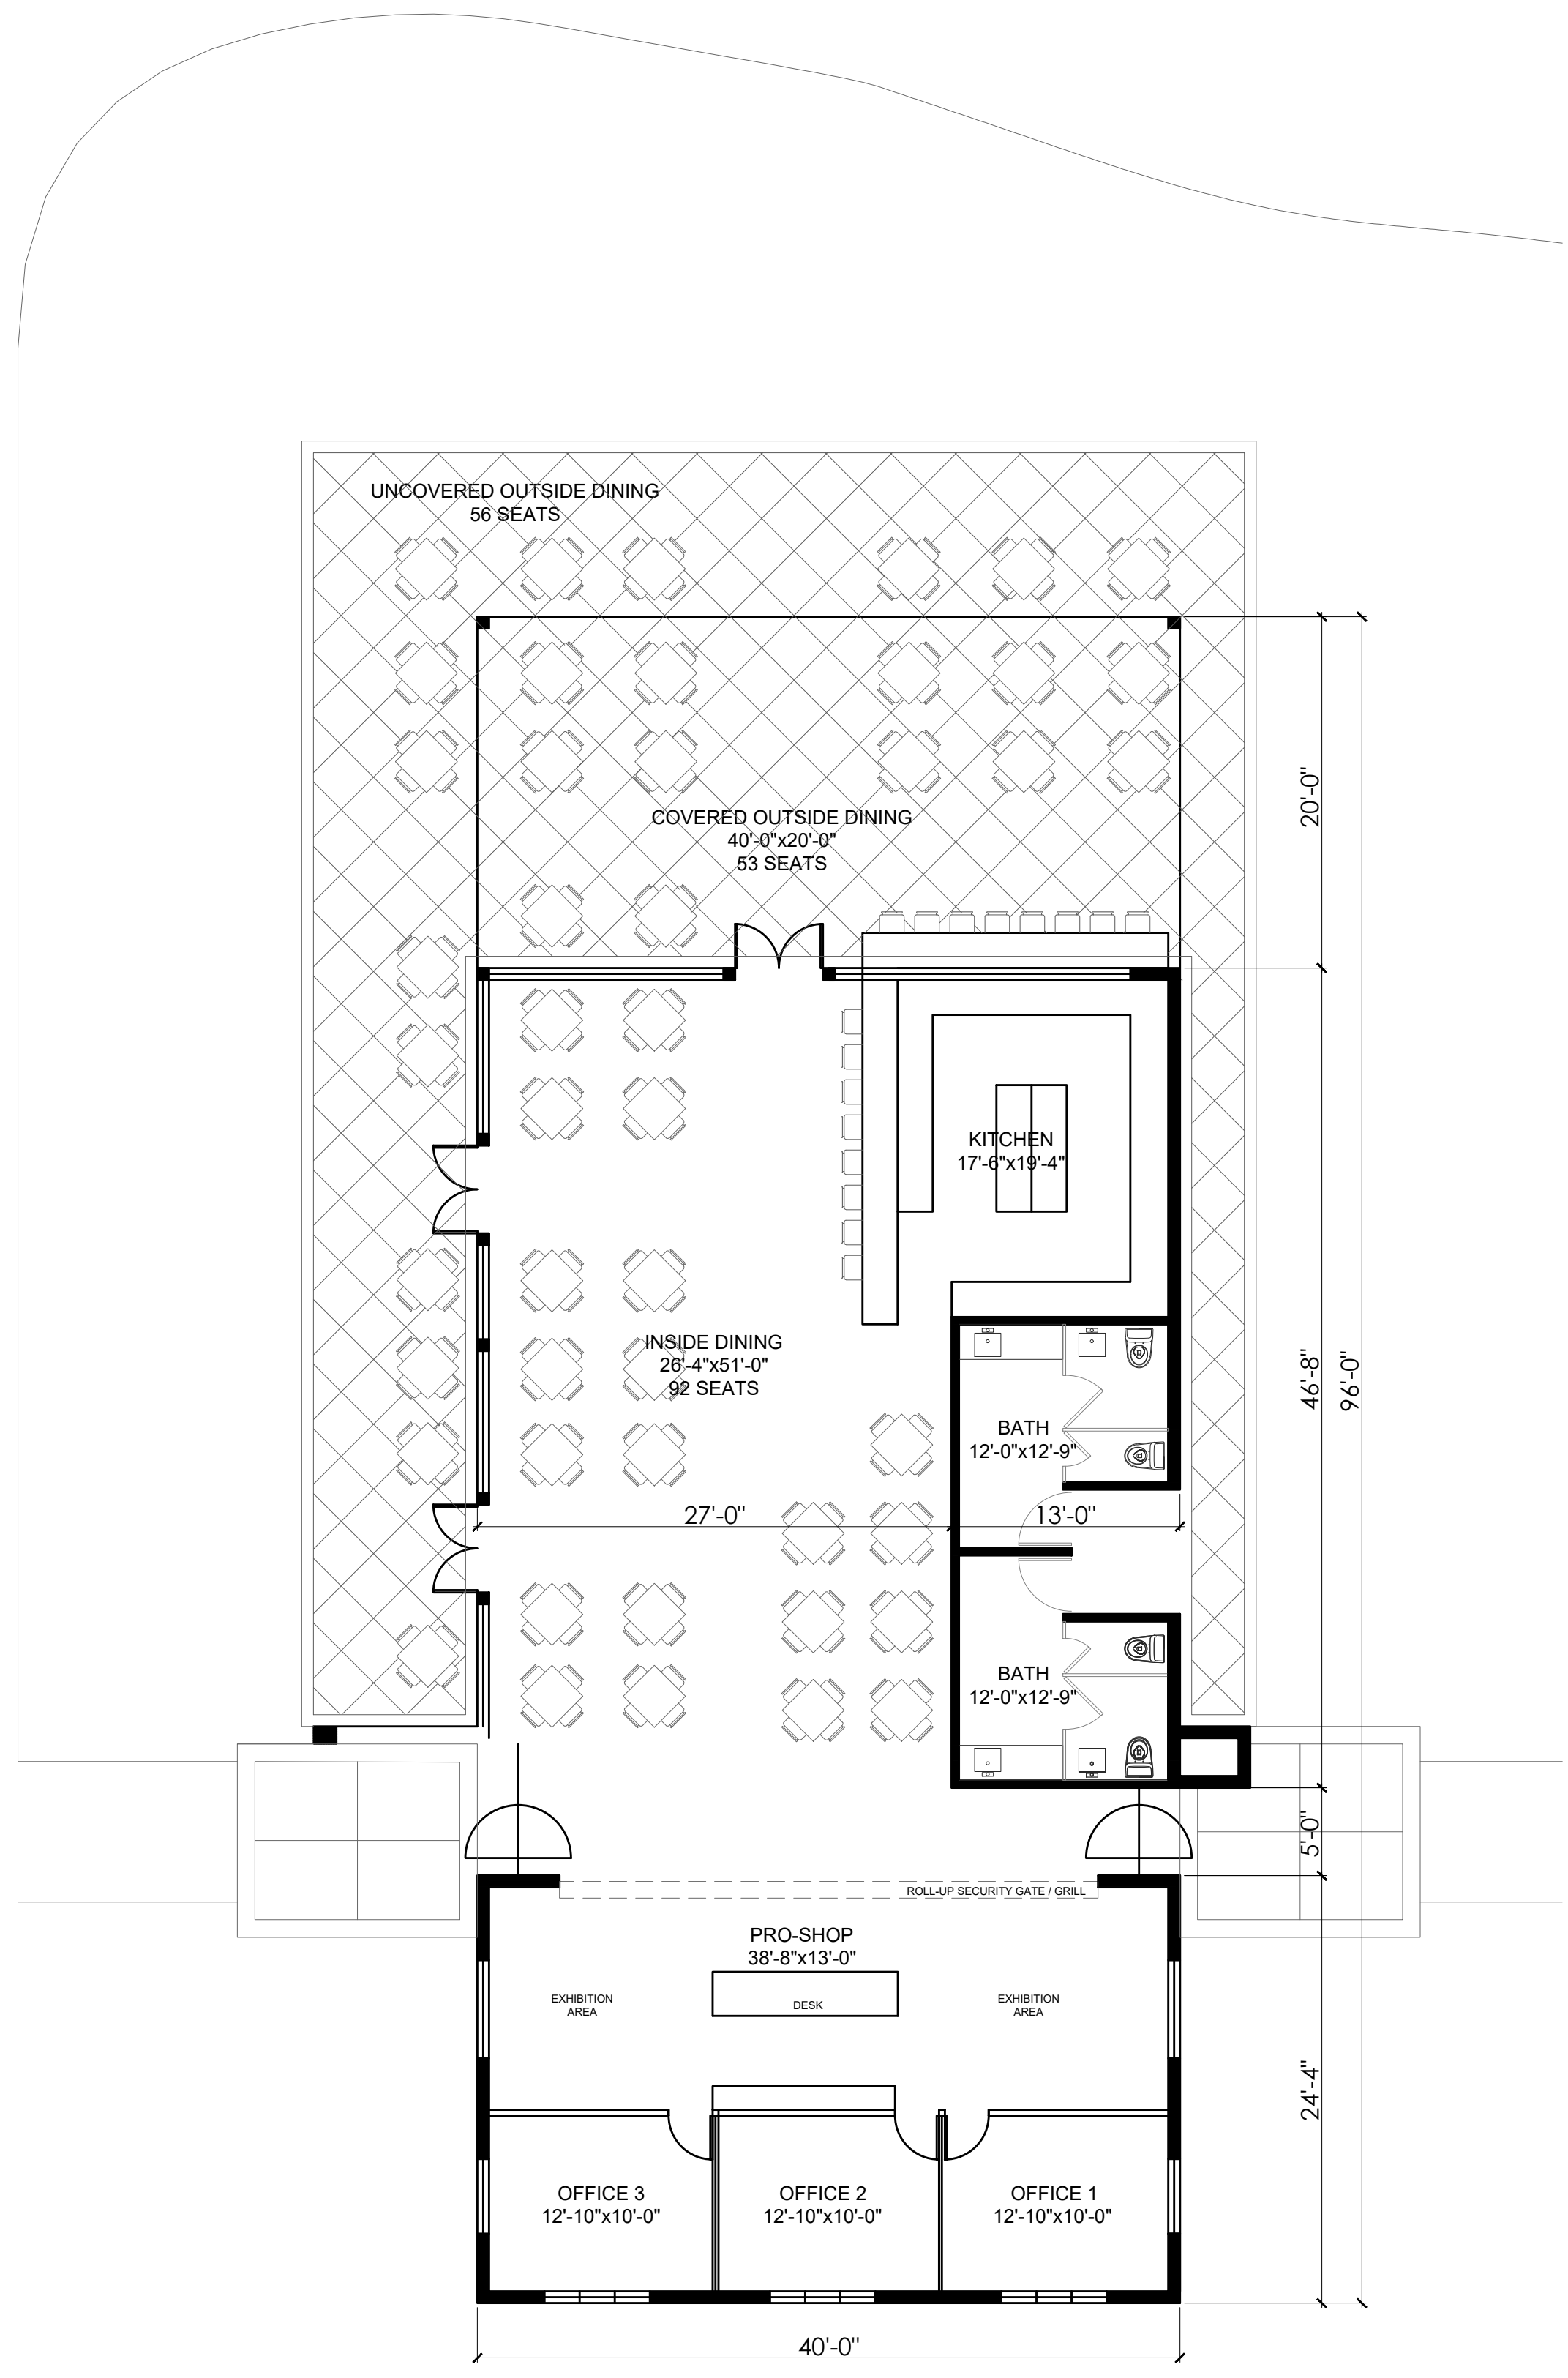 UNCOVERED OUTSIDE DINING
56 SEATS
20'-0"
COVERED OUTSIDE DINING
40'-0"x20'-0"
53 SEATS
KITCHEN
17'-6"x19'-4"
INSIDE DINING
26'-4"x51'-0"
92 SEATS
46'-8"
96'-0"
BATH
12'-0"x12'-9"
27'-0"
13'-0"
BATH
12'-0"x12'-9"
5'-0"
ROLL-UP SECURITY GATE / GRILL
PRO-SHOP
38'-8"x13'-0"
EXHIBITION
AREA
DESK
EXHIBITION
AREA
24'-4"
OFFICE 3
12'-10"x10'-0"
OFFICE 2
12'-10"x10'-0"
OFFICE 1
12'-10"x10'-0"
40'-0"